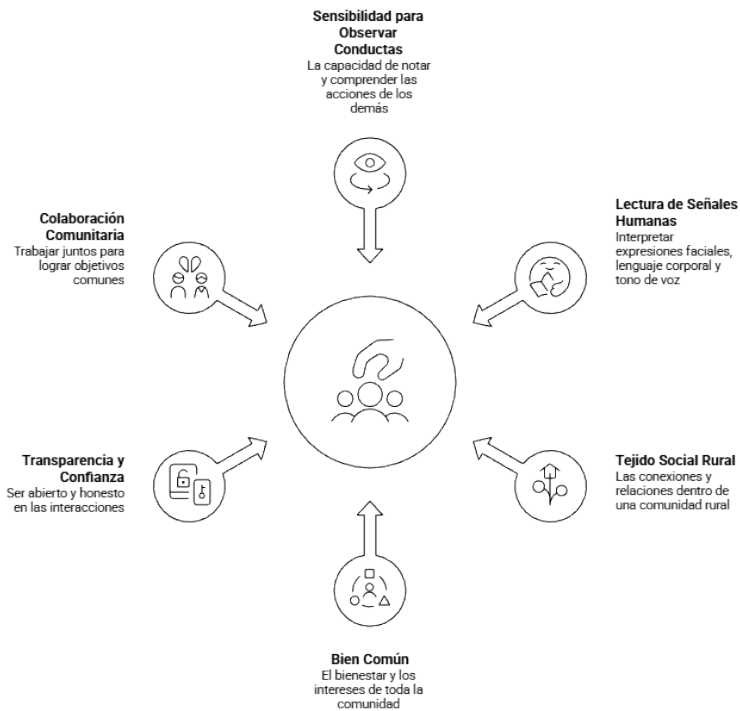 Sensibilidad para
Observar
Conductas
La capacidad de notar
y comprender las
acciones de los
demás
Lectura de Señales
Humanas
Interpretar
expresiones faciales,
lenguaje corporal y
tono de voz
Colaboración
Comunitaria
Trabajar juntos para
lograr objetivos
comunes
Transparencia y
Confianza
Ser abierto y honesto
en las interacciones
Tejido Social Rural
Las conexiones y
relaciones dentro de
una comunidad rural
Bien Común
El bienestar y los
intereses de toda la
comunidad